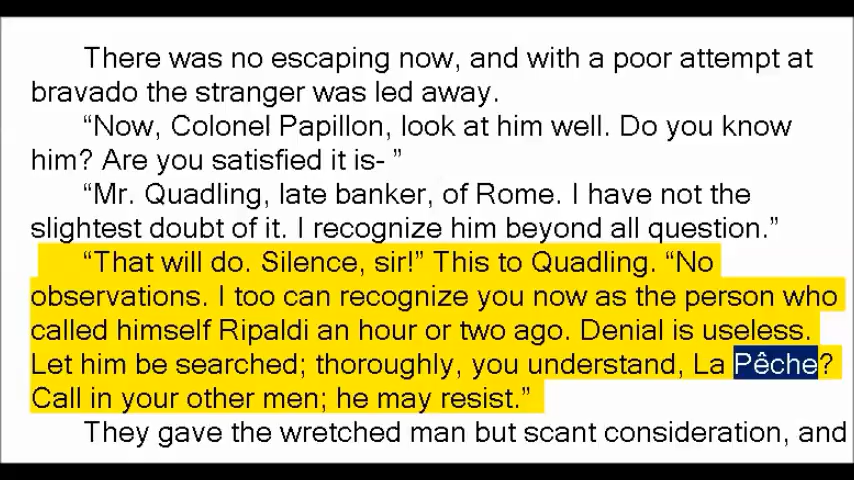 There was no escaping now, and with a poor attempt at
bravado the stranger was led away.
“Now, Colonel Papillon, look at him well. Do you know
him? Are you satisfied it is- ”
“Mr. Quadling, late banker, of Rome. I have not the
slightest doubt of it. I recognize him beyond all question.”
“That will do. Silence, sir!” This to Quadling. “No
observations. I too can recognize you now as the person who
called himself Ripaldi an hour or two ago. Denial is useless.
Let him be searched; thoroughly, you understand, La Pêche?
Call in your other men; he may resist.”
They gave the wretched man but scant consideration, and